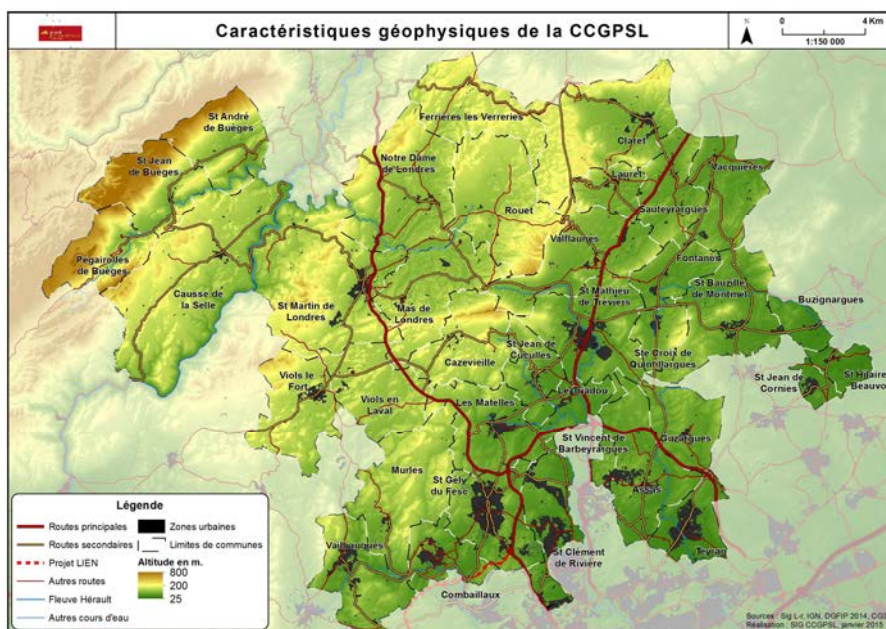 Caractéristiques géophysiques de la CCGPSL
N
0 4 Km
1:150 000
St André
de Buèges
St Jean
de Buèges
Pégairolles
de Buèges
Causse de
la Selle
Ferrières les Verreries
Notre Dame
de Londres
Rouet
Claret
Lauret
Vacquières
Sauteyrargues
Valflaunès
Fontanès
St Martin de
Londres
Mas de
Londres
St Mathieu
de Tréviers
St Bauzille
de Montmel
Buzignargues
Cazevieille
St Jean de
Cuculles
Ste Croix de
Quintillargues
St Jean de
Cornies
St Hilaire
Beauvoi
Viols le
Fort
Viols en
Laval
Les Matelles
Le Triadou
St Vincent de
Barbeyrargues
Guzargues
Murles
St Gély
du Fesc
Assas
Vailhauquès
St Clément
de Rivière
Teyran
Combaillaux
Légende
Routes principales
Zones urbaines
Routes secondaires
Limites de communes
Projet LIEN
Altitude en m.
Autres routes
800
Fleuve Hérault
200
Autres cours d'eau
25
Sources : Sig L-r, IGN, DGFIP 2014, CG3
Réalisation : SIG CCGPSL, janvier 2015